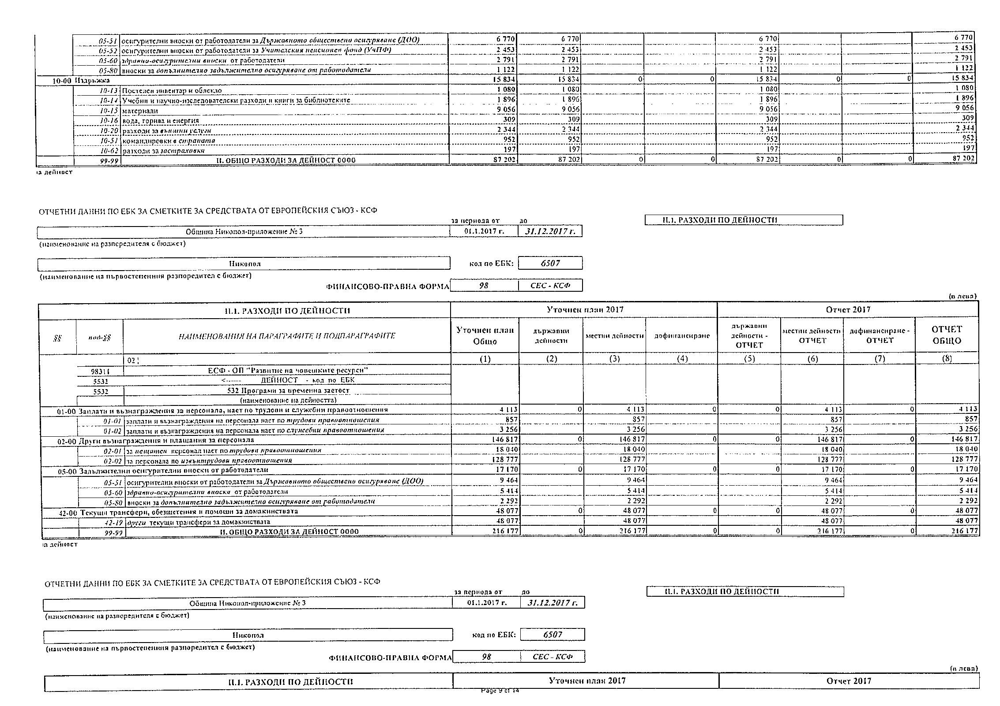 05-51 осигурителни вноски от работодатели за Държавното обществено осигуряване (ДОО) 6 770 6 770 6 770 6 770
05-52 осигурителни вноски от работодатели за Учителския пенсионен фонд (УчПФ) 2 453 2 453 2 453 2 453
05-60 здравно-осигурителни вноски от работодатели 2 791 2 791 2 791 2 791
05-80 вноски за допълнително задължително осигуряване от работодатели 1 122 1 122 1 122 1 122
10-00 Издръжка 15 834 15 834 0 0 15 834 0 0 15 834
10-13 Постелен инвентар и облекло 1 080 1 080 1 080 1 080
10-14 Учебни и научно-изследователски разходи и книги за библиотеките 1 896 1 896 1 896 1 896
10-15 материали 9 056 9 056 9 056 9 056
10-16 вода, горива и енергия 309 309 309 309
10-20 разходи за външни услуги 2 344 2 344 2 344 2 344
10-51 командировки в страната 952 952 952 952
10-62 разходи за застраховки 197 197 197 197
99-99 II. ОБЩО РАЗХОДИ ЗА ДЕЙНОСТ 0000 87 202 87 202 0 0 87 202 0 0 87 202
за дейност
ОТЧЕТНИ ДАННИ ПО ЕБК ЗА СМЕТКИТЕ ЗА СРЕДСТВАТА ОТ ЕВРОПЕЙСКИЯ СЪЮЗ - КСФ
за периода от до II.1. РАЗХОДИ ПО ДЕЙНОСТИ
Община Никопол-приложение № 3 01.1.2017 г. 31.12.2017 г.
(наименование на разпоредителя с бюджет)
Никопол код по ЕБК: 6507
(наименование на първостепенния разпоредител с бюджет)
ФИНАНСОВО-ПРАВНА ФОРМА 98 СЕС - КСФ
(в лева)
II.1. РАЗХОДИ ПО ДЕЙНОСТИ Уточнен план 2017 Отчет 2017
§§ под-§§ НАИМЕНОВАНИЯ НА ПАРАГРАФИТЕ И ПОДПАРАГРАФИТЕ Уточнен план Общо държавни дейности местни дейности дофинансиране държавни дейности - ОТЧЕТ местни дейности ОТЧЕТ дофинансиране - ОТЧЕТ ОТЧЕТ ОБЩО
02 (1) (2) (3) (4) (5) (6) (7) (8)
98311 ЕСФ - ОП "Развитие на човешките ресурси"
5532 <------ ДЕЙНОСТ - код по ЕБК
5532 532 Програми за временна заетост
(наименование на дейността)
01-00 Заплати и възнаграждения за персонала, нает по трудови и служебни правоотношения 4 113 0 4 113 0 0 4 113 0 4 113
01-01 заплати и възнаграждения на персонала нает по трудови правоотношения 857 857 857 857
01-02 заплати и възнаграждения на персонала нает по служебни правоотношения 3 256 3 256 3 256 3 256
02-00 Други възнаграждения и плащания за персонала 146 817 0 146 817 0 0 146 817 0 146 817
02-01 за нещатен персонал нает по трудови правоотношения 18 040 18 040 18 040 18 040
02-02 за персонала по извънтрудови правоотношения 128 777 128 777 128 777 128 777
05-00 Задължителни осигурителни вноски от работодатели 17 170 0 17 170 0 0 17 170 0 17 170
05-51 осигурителни вноски от работодатели за Държавното обществено осигуряване (ДОО) 9 464 9 464 9 464 9 464
05-60 здравно-осигурителни вноски от работодатели 5 414 5 414 5 414 5 414
05-80 вноски за допълнително задължително осигуряване от работодатели 2 292 2 292 2 292 2 292
42-00 Текущи трансфери, обезщетения и помощи за домакинствата 48 077 0 48 077 0 0 48 077 0 48 077
42-19 други текущи трансфери за домакинствата 48 077 48 077 48 077 48 077
99-99 II. ОБЩО РАЗХОДИ ЗА ДЕЙНОСТ 0000 216 177 0 216 177 0 0 216 177 0 216 177
за дейност
ОТЧЕТНИ ДАННИ ПО ЕБК ЗА СМЕТКИТЕ ЗА СРЕДСТВАТА ОТ ЕВРОПЕЙСКИЯ СЪЮЗ - КСФ
за периода от до II.1. РАЗХОДИ ПО ДЕЙНОСТИ
Община Никопол-приложение № 3 01.1.2017 г. 31.12.2017 г.
(наименование на разпоредителя с бюджет)
Никопол код по ЕБК: 6507
(наименование на първостепенния разпоредител с бюджет)
ФИНАНСОВО-ПРАВНА ФОРМА 98 СЕС - КСФ
(в лева)
II.1. РАЗХОДИ ПО ДЕЙНОСТИ Уточнен план 2017 Отчет 2017
Page 9 of 14